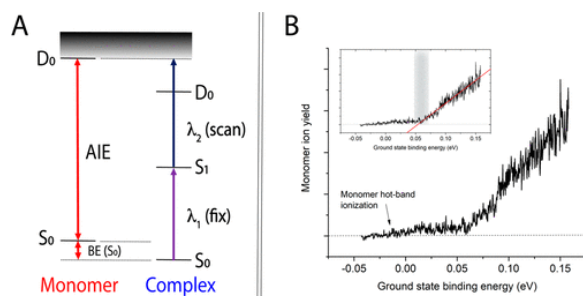 A
D₀
AIE
S₀
BE (S₀)
Monomer
D₀
λ₂ (scan)
S₁
λ₁ (fix)
S₀
Complex
B
Monomer ion yield
Monomer hot-band
ionization
-0.05 0.00 0.05 0.10 0.15
Ground state binding energy (eV)
-0.05 0.00 0.05 0.10 0.15
Ground state binding energy (eV)